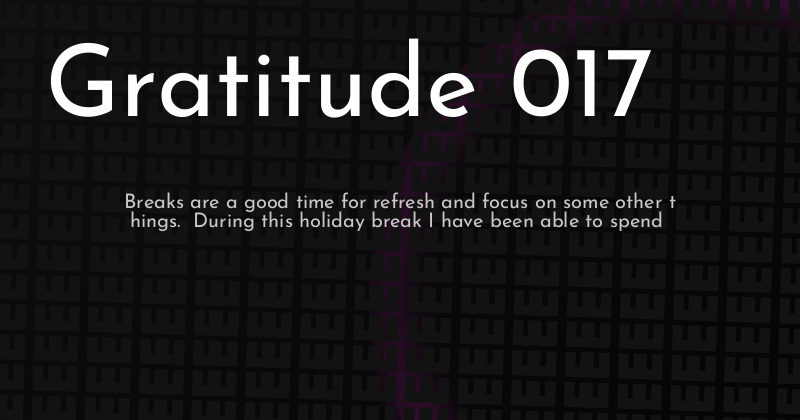 Gratitude 017
Breaks are a good time for refresh and focus on some other t
hings.  During this holiday break I have been able to spend